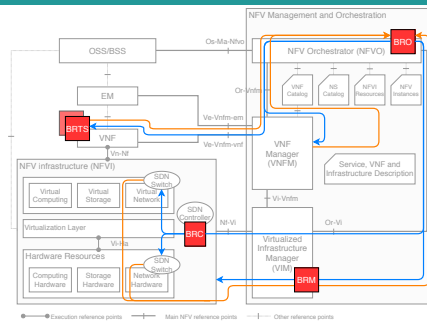 NFV Management and Orchestration
OSS/BSS
Os-Ma-Nfvo
NFV Orchestrator (NFVO)
BRO
Or-Vnfm
EM
VNF
Catalog
NS
Catalog
NFVI
Resources
NFV
Instances
BRTS
Ve-Vnfm-em
VNF
Ve-Vnfm-vnf
Vn-Nf
VNF
Manager
(VNFM)
Service, VNF and
Infrastructure Description
NFV infrastructure (NFVI)
SDN
Switch
Virtual
Computing
Virtual
Storage
Virtual
Network
Vi-Vnfm
SDN
Controller
Virtualization Layer
BRC
Nf-Vi
Or-Vi
Vi-Ha
Virtualized
Infrastructure
Manager
(VIM)
BRM
Hardware Resources
SDN
Switch
Computing
Hardware
Storage
Hardware
Network
Hardware
Execution reference points
Main NFV reference points
Other reference points